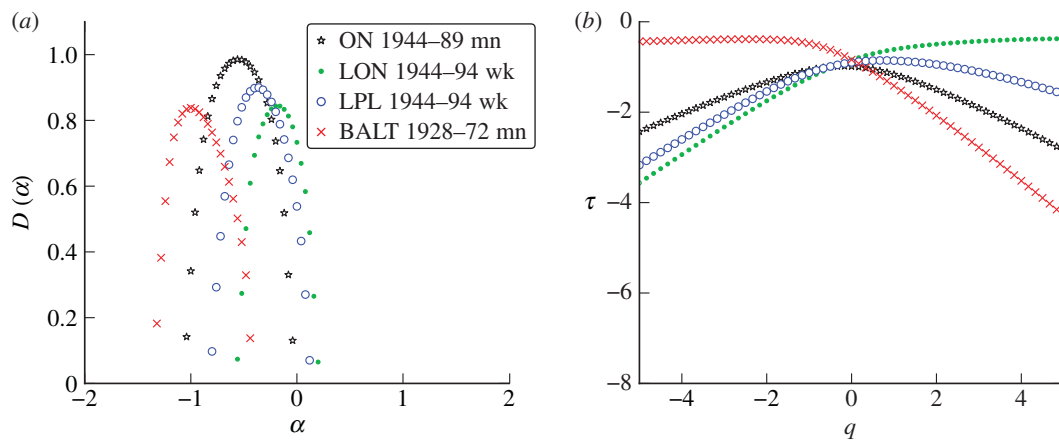 (a)
1.0
0.8
0.6
0.4
0.2
0
D (α)
−2
−1
0
1
2
α
ON 1944–89 mn
LON 1944–94 wk
LPL 1944–94 wk
BALT 1928–72 mn
(b)
0
−2
−4
−6
−8
τ
−4
−2
0
2
4
q